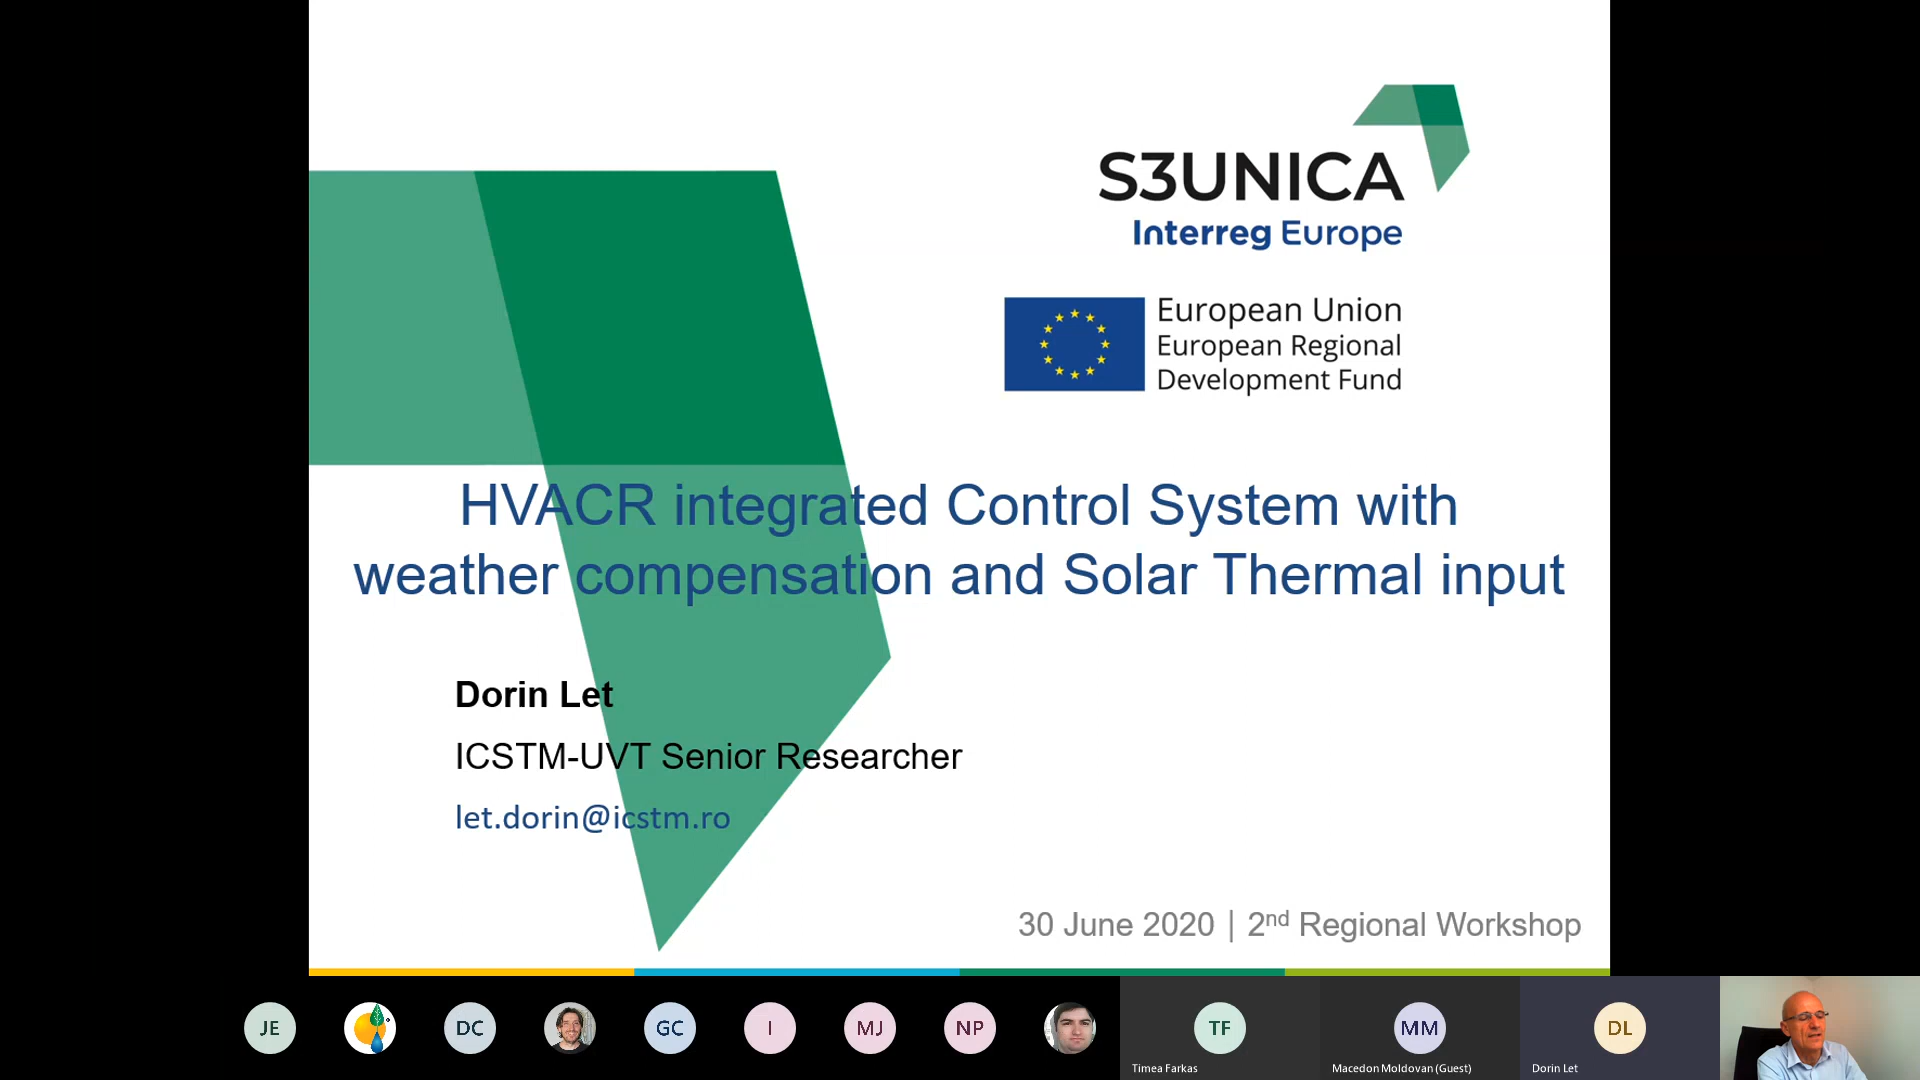 S3UNICA
Interreg Europe
European Union
European Regional
Development Fund
HVACR integrated Control System with
weather compensation and Solar Thermal input
Dorin Let
ICSTM-UVT Senior Researcher
let.dorin@icstm.ro
30 June 2020 | 2nd Regional Workshop
JE
DC
GC
I
MJ
NP
TF
MM
DL
Timea Farkas
Macedon Moldovan (Guest)
Dorin Let